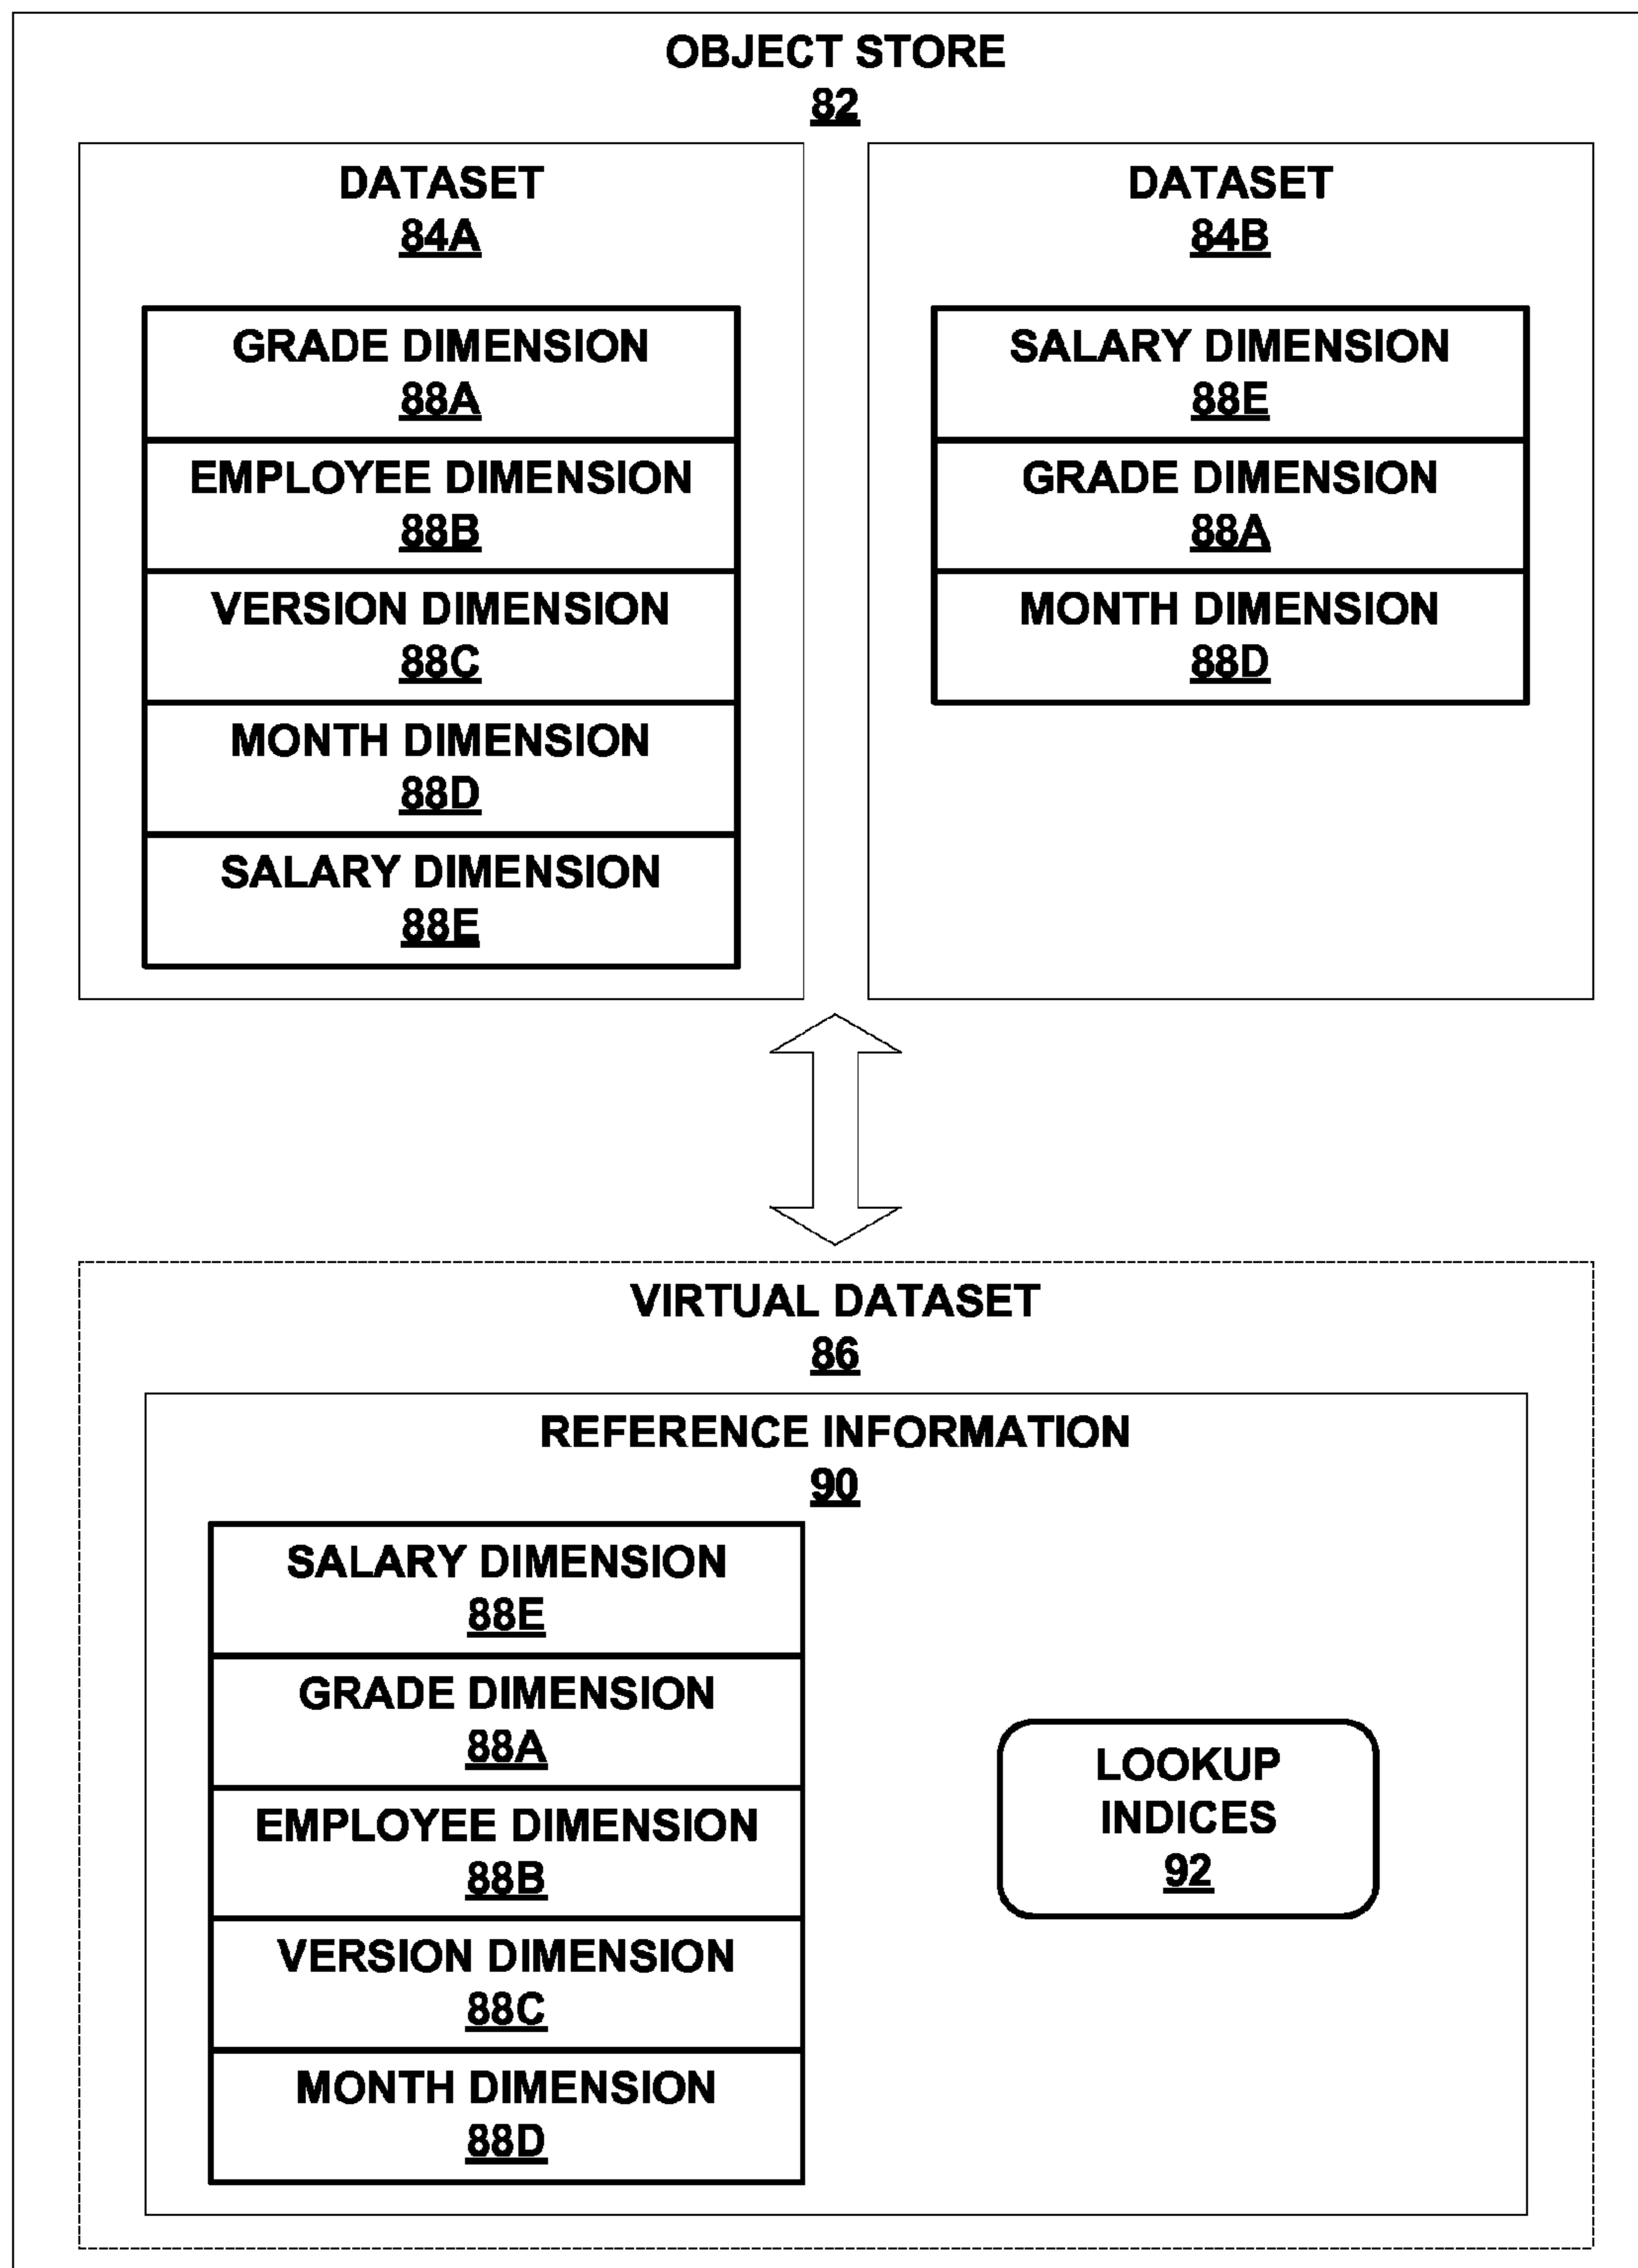 OBJECT STORE
82
DATASET
84A
GRADE DIMENSION
88A
EMPLOYEE DIMENSION
88B
VERSION DIMENSION
88C
MONTH DIMENSION
88D
SALARY DIMENSION
88E
DATASET
84B
SALARY DIMENSION
88E
GRADE DIMENSION
88A
MONTH DIMENSION
88D
VIRTUAL DATASET
86
REFERENCE INFORMATION
90
SALARY DIMENSION
88E
GRADE DIMENSION
88A
EMPLOYEE DIMENSION
88B
VERSION DIMENSION
88C
MONTH DIMENSION
88D
LOOKUP
INDICES
92